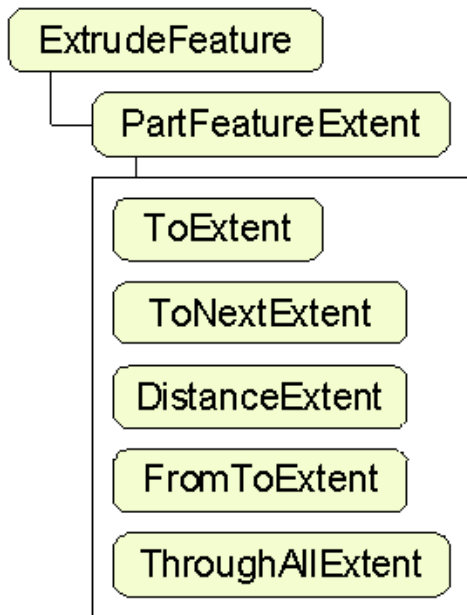 ExtrudeFeature
PartFeatureExtent
ToExtent
ToNextExtent
DistanceExtent
FromToExtent
ThroughAllExtent